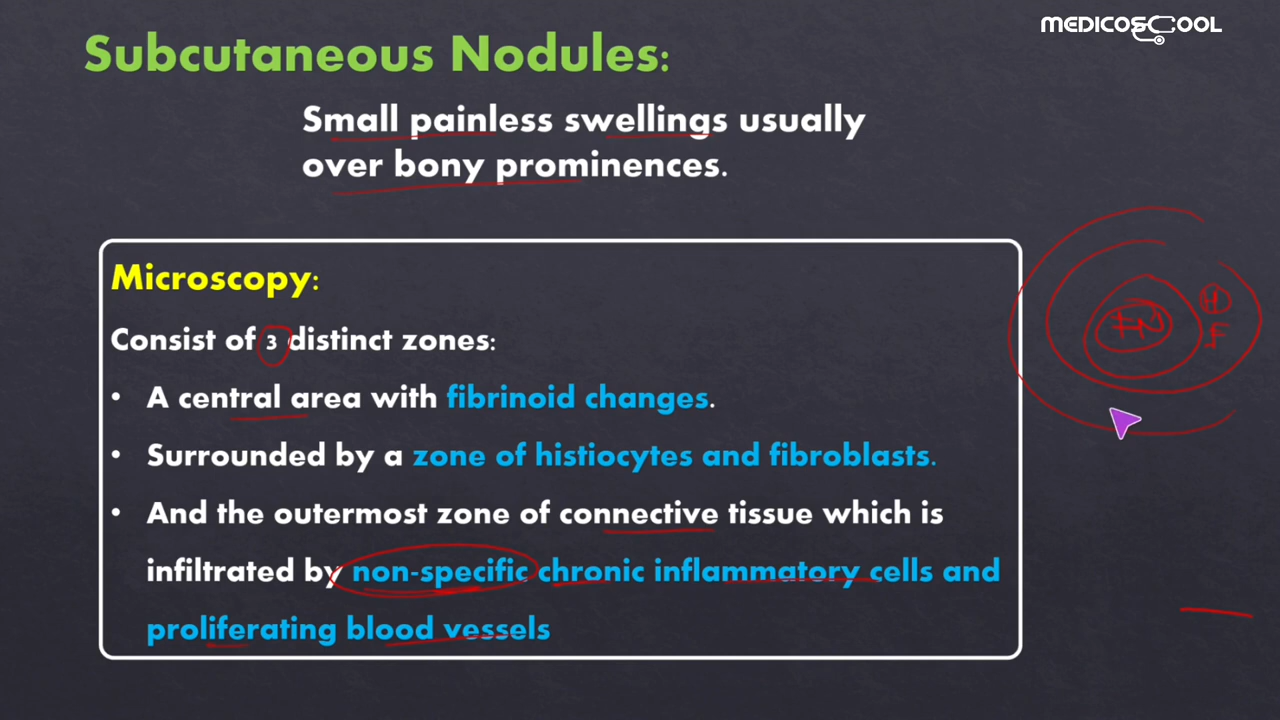 MEDICOSCOOL
Subcutaneous Nodules:
Small painless swellings usually
over bony prominences.
Microscopy:
Consist of 3 distinct zones:
• A central area with fibrinoid changes.
• Surrounded by a zone of histiocytes and fibroblasts.
• And the outermost zone of connective tissue which is
infiltrated by non-specific chronic inflammatory cells and
proliferating blood vessels
H
FN
F